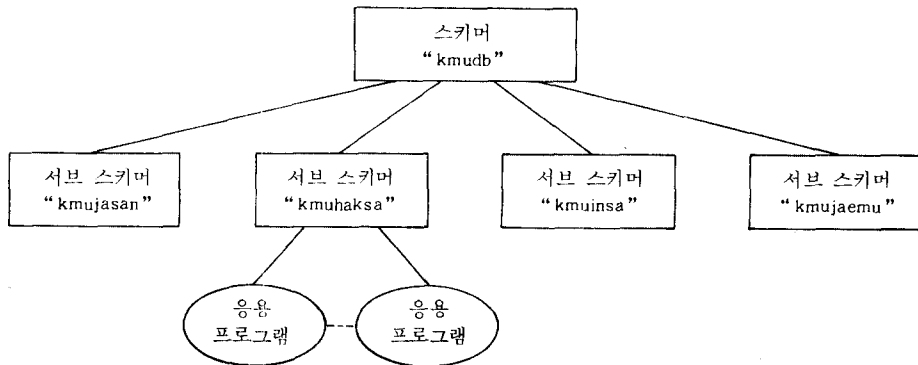 스키머
“kmudb”
서브 스키머
“kmujasan”
서브 스키머
“kmuhaksa”
서브 스키머
“kmuinsa”
서브 스키머
“kmujaemu”
응용
프로그램
응용
프로그램